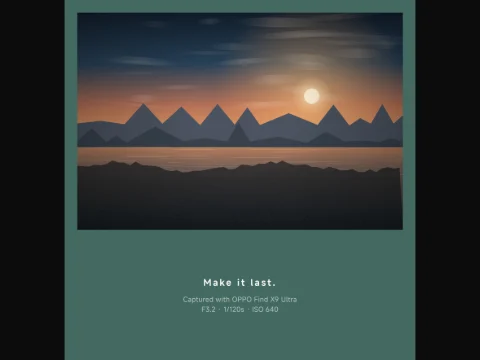 Make it last.
Captured with OPPO Find X9 Ultra
F3.2 · 1/120s · ISO 640